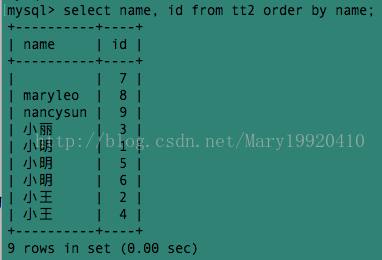 mysql> select name, id from tt2 order by name;
+----------+----+
| name     | id |
+----------+----+
|          |  7 |
| maryleo  |  8 |
| nancysun |  9 |
| 小丽     |  3 |
| 小明     |  1 |
| 小明     |  5 |
| 小明     |  6 |
| 小王     |  2 |
| 小王     |  4 |
+----------+----+
9 rows in set (0.00 sec)
http://blog.csdn.net/Mary19920410